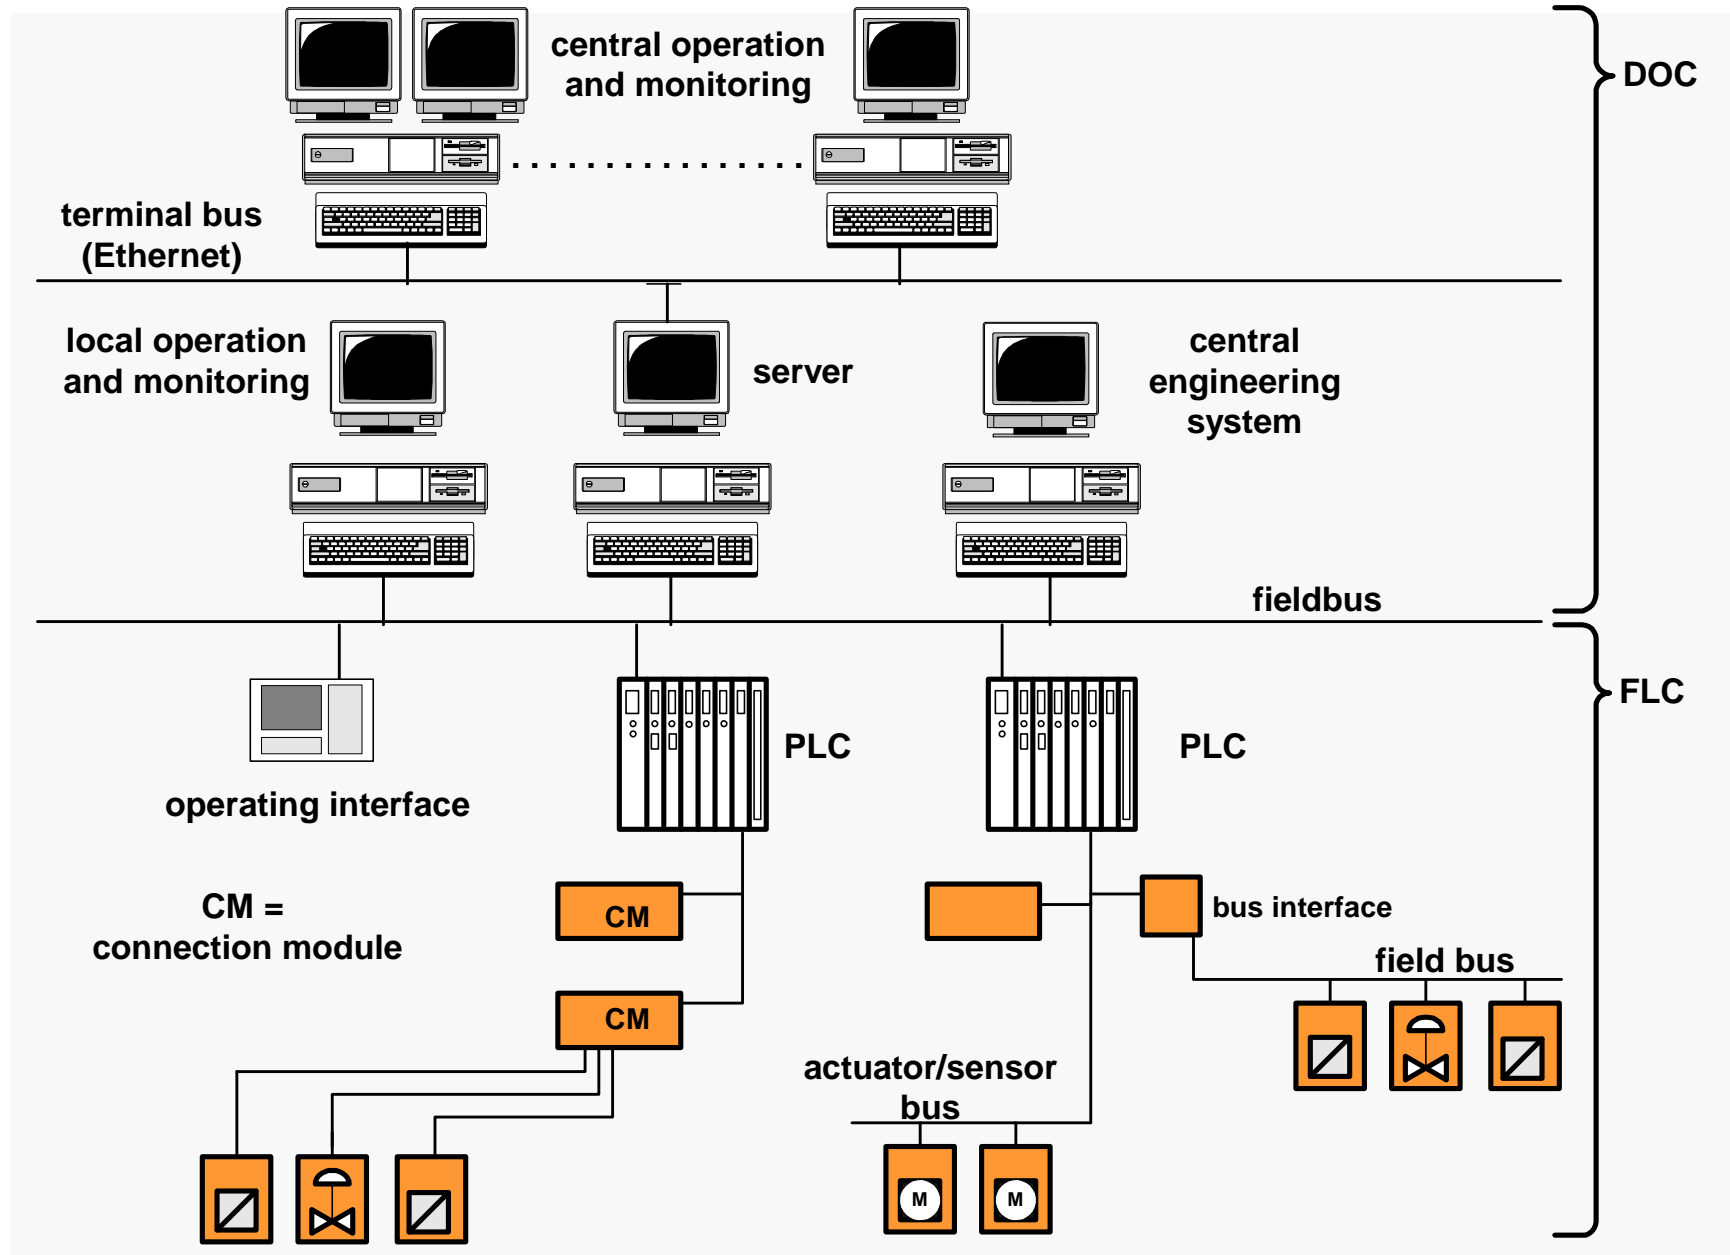 central operation
and monitoring
DOC
terminal bus
(Ethernet)
local operation
and monitoring
server
central
engineering
system
fieldbus
FLC
PLC
PLC
operating interface
CM =
connection module
CM
bus interface
field bus
CM
actuator/sensor
bus
M
M